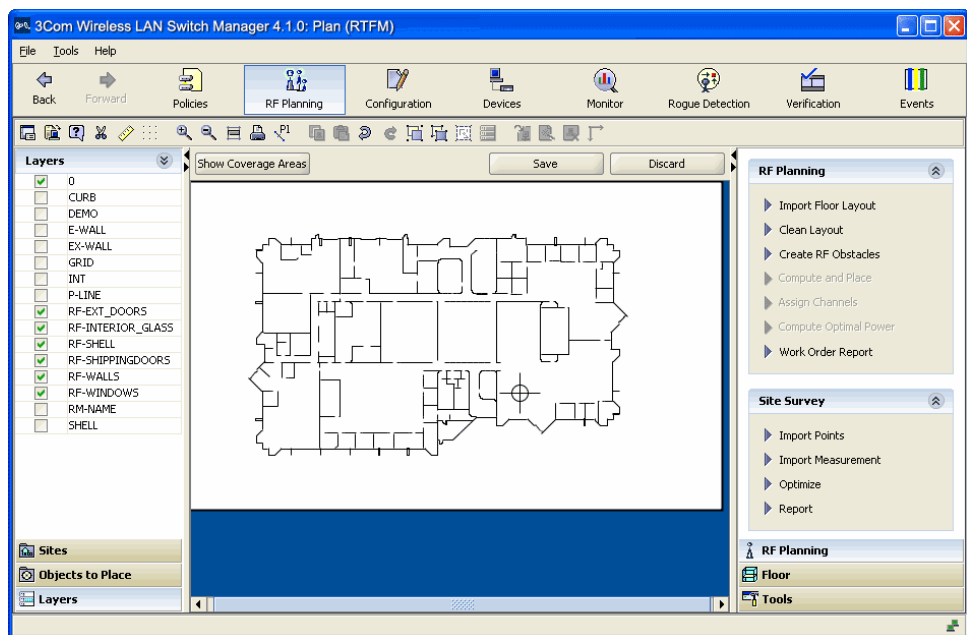 3Com Wireless LAN Switch Manager 4.1.0: Plan (RTFM)
File Tools Help
Back Forward Policies RF Planning Configuration Devices Monitor Rogue Detection Verification Events
P1
Layers
0
CURB
DEMO
E-WALL
EX-WALL
GRID
INT
P-LINE
RF-EXT_DOORS
RF-INTERIOR_GLASS
RF-SHELL
RF-SHIPPINGDOORS
RF-WALLS
RF-WINDOWS
RM-NAME
SHELL
Sites
Objects to Place
Layers
Show Coverage Areas Save Discard
RF Planning
Import Floor Layout
Clean Layout
Create RF Obstacles
Compute and Place
Assign Channels
Compute Optimal Power
Work Order Report
Site Survey
Import Points
Import Measurement
Optimize
Report
RF Planning
Floor
Tools